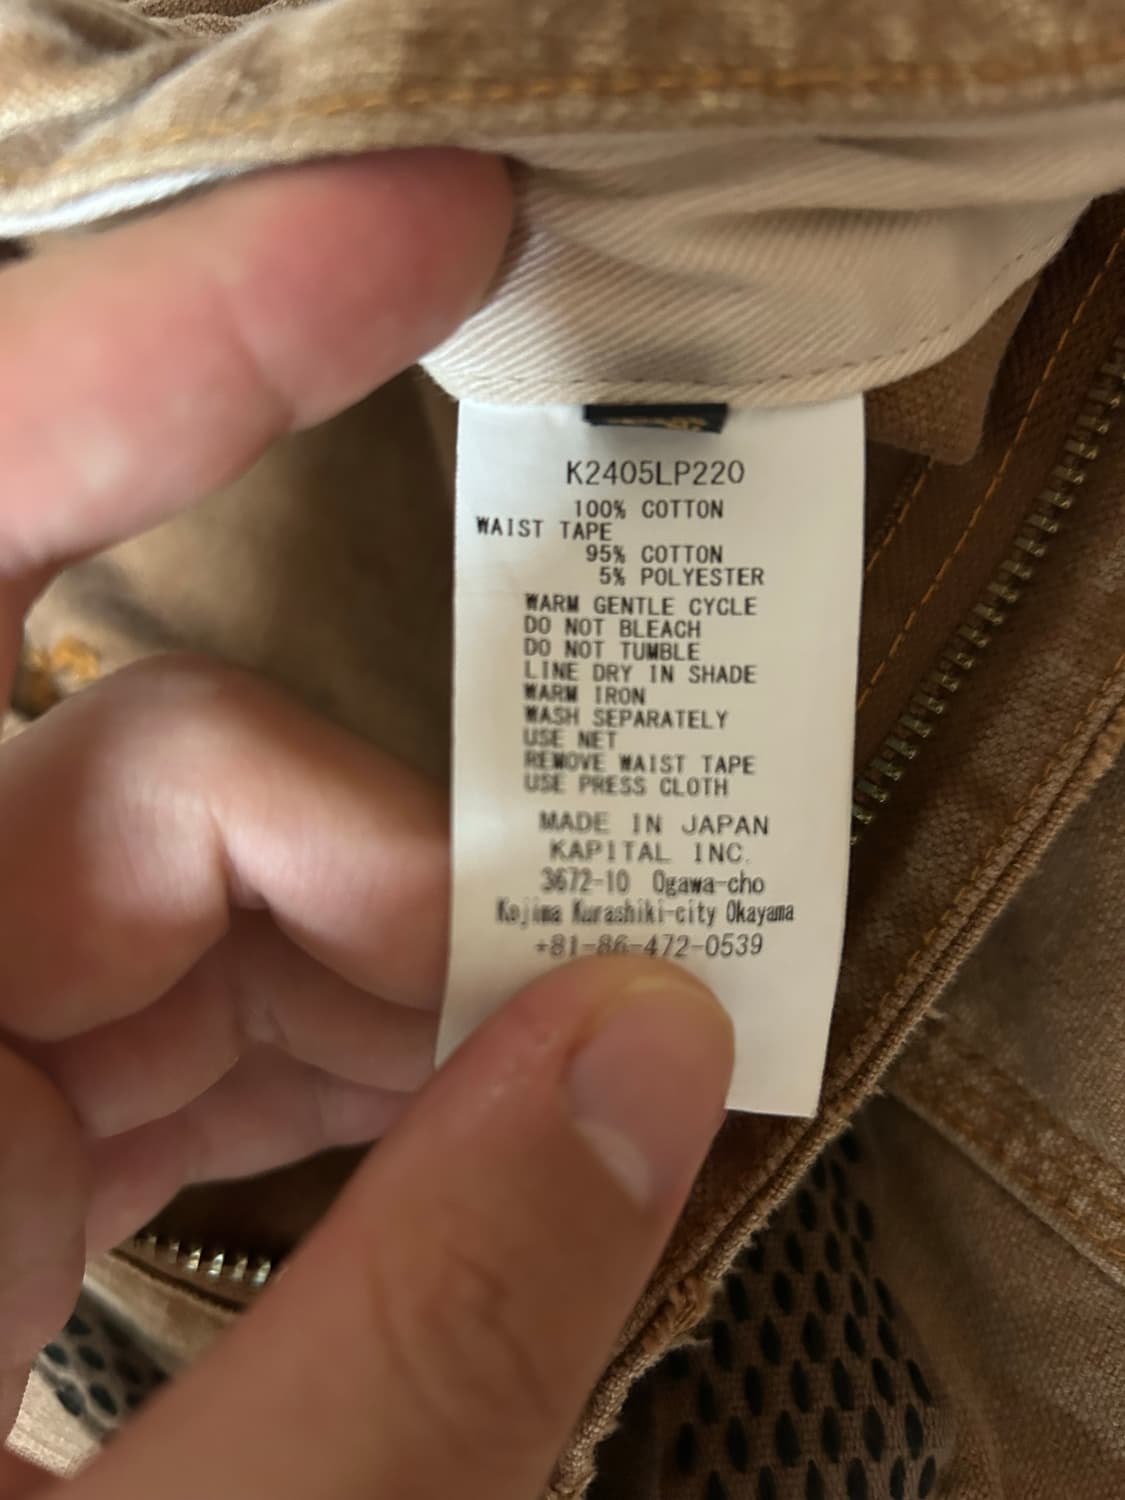 K2405LP220
100% COTTON
WAIST TAPE
95% COTTON
5% POLYESTER
WARM GENTLE CYCLE
DO NOT BLEACH
DO NOT TUMBLE
LINE DRY IN SHADE
WARM IRON
WASH SEPARATELY
USE NET
REMOVE WAIST TAPE
USE PRESS CLOTH
MADE IN JAPAN
KAPITAL INC.
3672-10 Ogawa-cho
Kojima Kurashiki-city Okayama
+81-86-472-0539